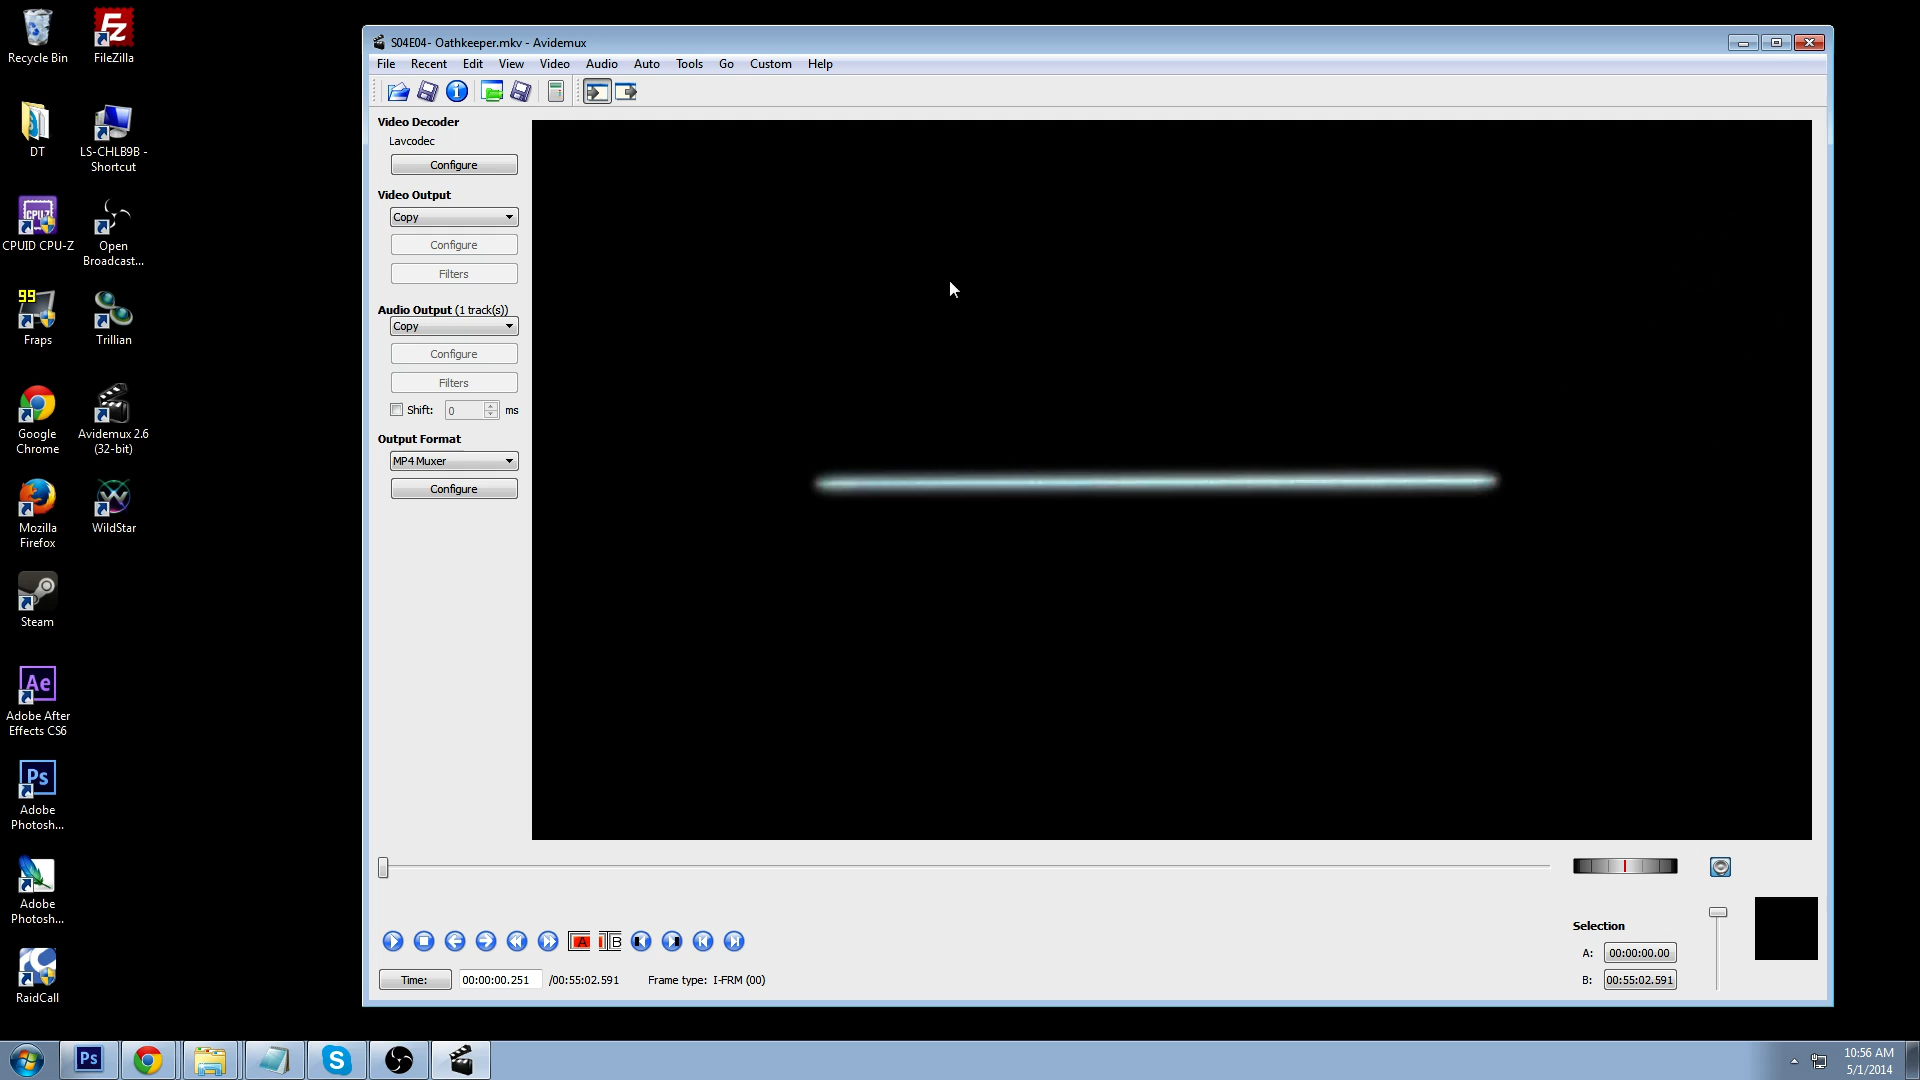 Recycle Bin
FileZilla
DT
LS-CHLB9B -
Shortcut
CPUID CPU-Z
Open
Broadcast...
99
Fraps
Trillian
Google
Chrome
Avidemux 2.6
(32-bit)
Mozilla
Firefox
WildStar
Steam
Ae
Adobe After
Effects CS6
Ps
Adobe
Photosh...
Adobe
Photosh...
RaidCall
S04E04- Oathkeeper.mkv - Avidemux
File Recent Edit View Video Audio Auto Tools Go Custom Help
Video Decoder
Lavcodec
Configure
Video Output
Copy
Configure
Filters
Audio Output (1 track(s))
Copy
Configure
Filters
Shift: 0 ms
Output Format
MP4 Muxer
Configure
A B
Time: 00:00:00.251 /00:55:02.591 Frame type: I-FRM (00)
Selection
A: 00:00:00.00
B: 00:55:02.591
Ps
S
10:56 AM
5/1/2014